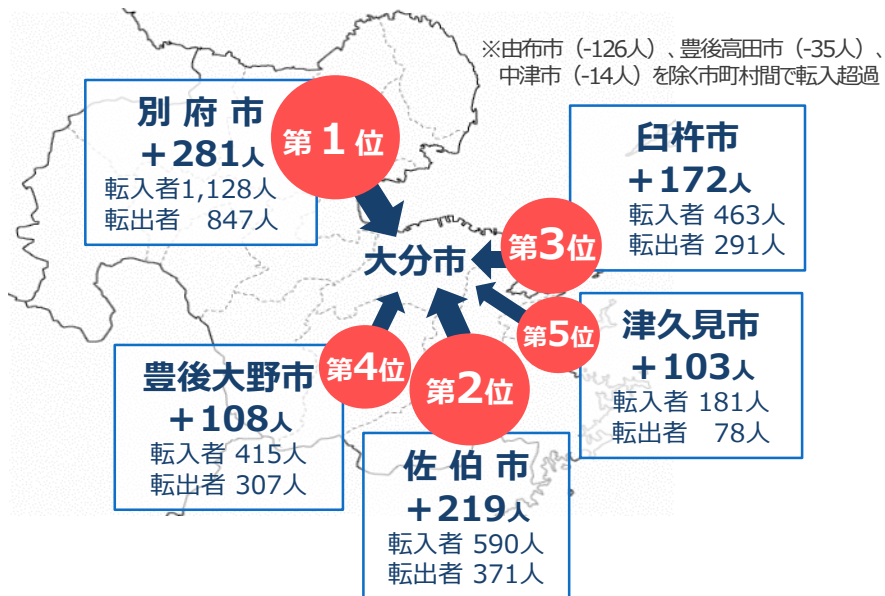 ※由布市（-126人）、豊後高田市（-35人）、
中津市（-14人）を除く市町村間で転入超過
別府市
+281人
転入者1,128人
転出者 847人
第1位
臼杵市
+172人
転入者 463人
転出者 291人
第3位
大分市
津久見市
+103人
転入者 181人
転出者 78人
第5位
豊後大野市
+108人
転入者 415人
転出者 307人
第4位
第2位
佐伯市
+219人
転入者 590人
転出者 371人